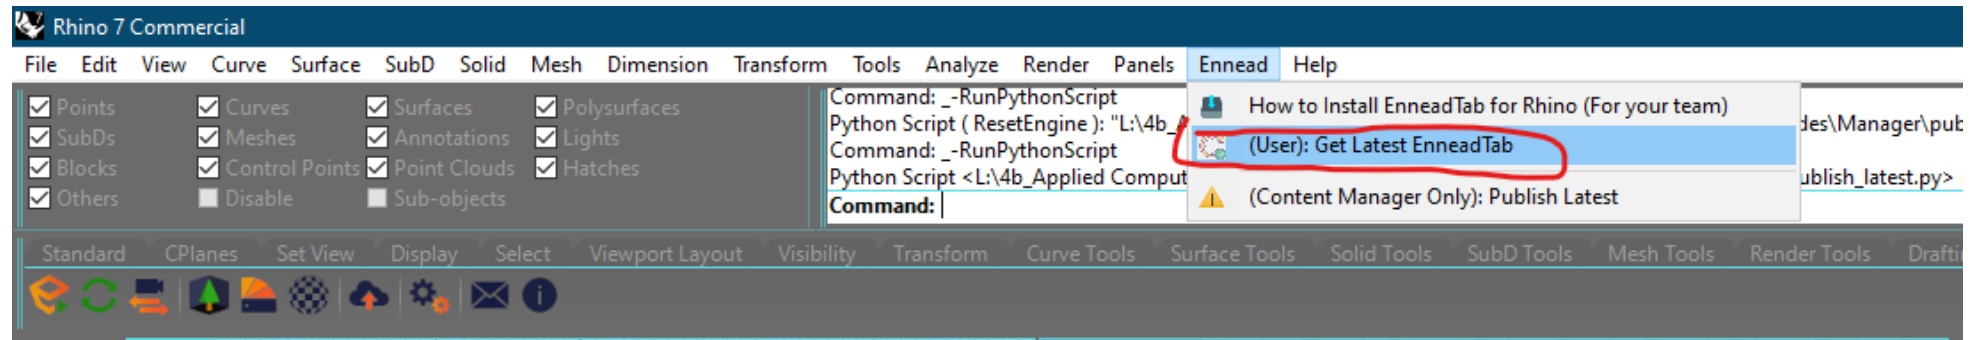 Rhino 7 Commercial
File Edit View Curve Surface SubD Solid Mesh Dimension Transform Tools Analyze Render Panels Ennead Help
Points Curves Surfaces Polysurfaces
SubDs Meshes Annotations Lights
Blocks Control Points Point Clouds Hatches
Others Disable Sub-objects
Command: _-RunPythonScript
Python Script ( ResetEngine ): "L:\4b_A des\Manager\pub
Command: _-RunPythonScript
Python Script <L:\4b_Applied Comput ublish_latest.py>
Command:
How to Install EnneadTab for Rhino (For your team)
(User): Get Latest EnneadTab
(Content Manager Only): Publish Latest
Standard CPlanes Set View Display Select Viewport Layout Visibility Transform Curve Tools Surface Tools Solid Tools SubD Tools Mesh Tools Render Tools Drafti